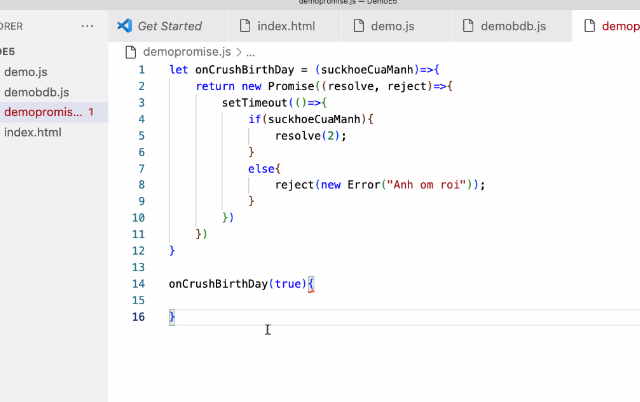 demopromise.js — DemoE5
ORER ...
Get Started
index.html
demo.js
demobdb.js
demop
DE5
demo.js
demobdb.js
demopromis... 1
index.html
demopromise.js > ...
1 let onCrushBirthDay = (suckhoeCuaManh)=>{
2 return new Promise((resolve, reject)=>{
3 setTimeout(()=>{
4 if(suckhoeCuaManh){
5 resolve(2);
6 }
7 else{
8 reject(new Error("Anh om roi"));
9 }
10 })
11 })
12 }
13
14 onCrushBirthDay(true){
15
16 }